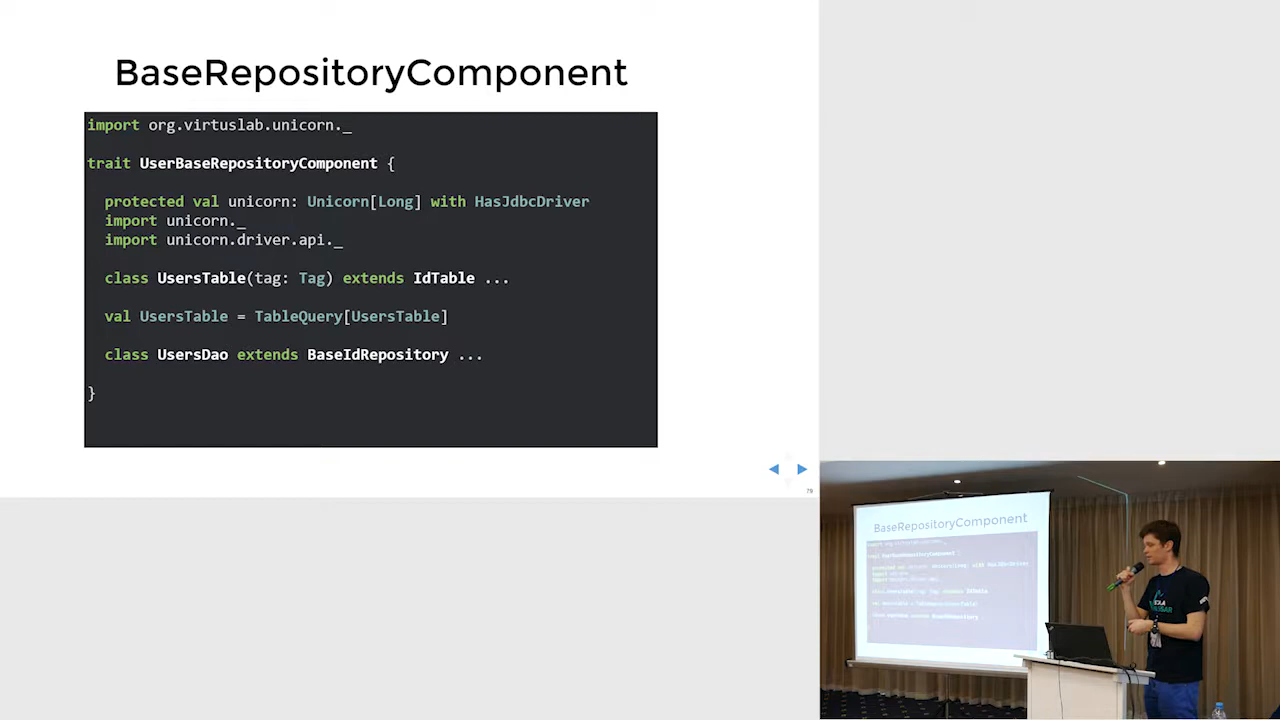 BaseRepositoryComponent
import org.virtuslab.unicorn._
trait UserBaseRepositoryComponent {
protected val unicorn: Unicorn[Long] with HasJdbcDriver
import unicorn._
import unicorn.driver.api._
class UsersTable(tag: Tag) extends IdTable ...
val UsersTable = TableQuery[UsersTable]
class UsersDao extends BaseIdRepository ...
}
BaseRepositoryComponent